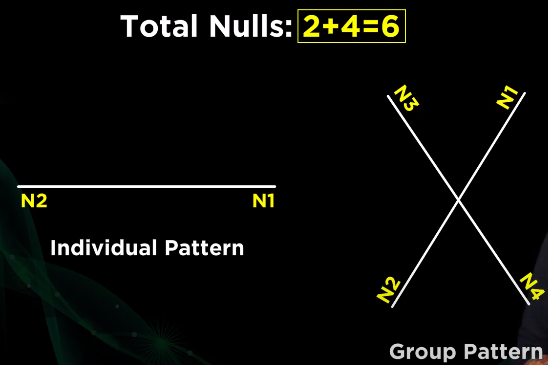 Total Nulls: 2+4=6
N3
N1
N2
N1
Individual Pattern
N2
N4
Group Pattern